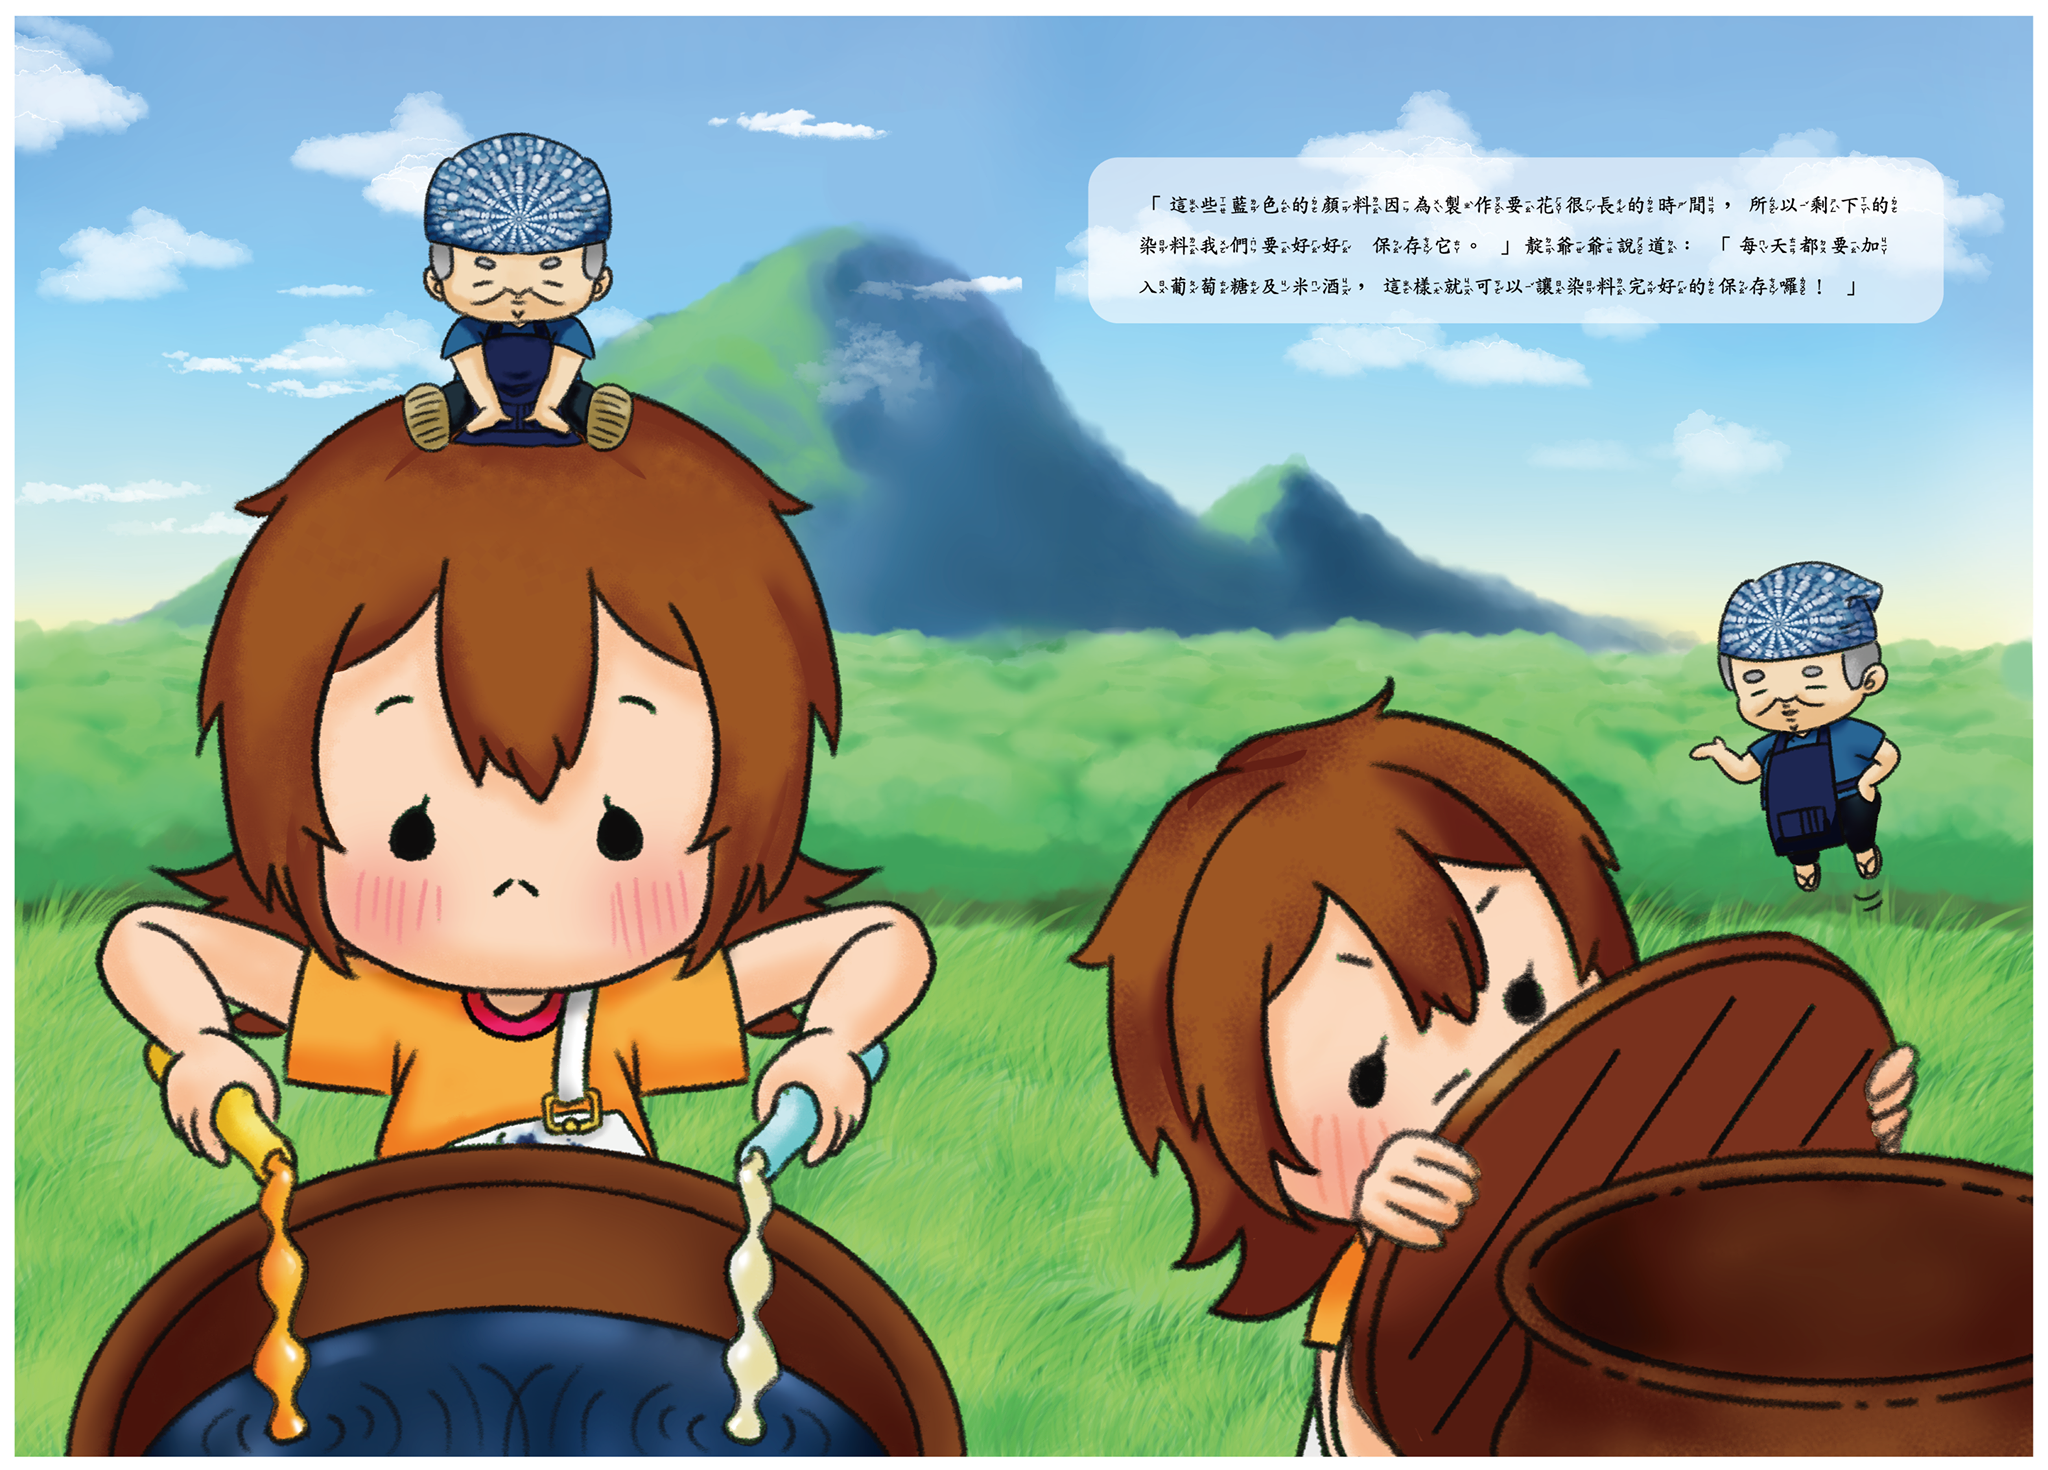 「這些藍色的顏料因為製作要花很長的時間，所以剩下的
染料我們要好好 保存它。」靛爺爺說道：「每天都要加
入葡萄糖及米酒，這樣就可以讓染料完好的保存囉！」